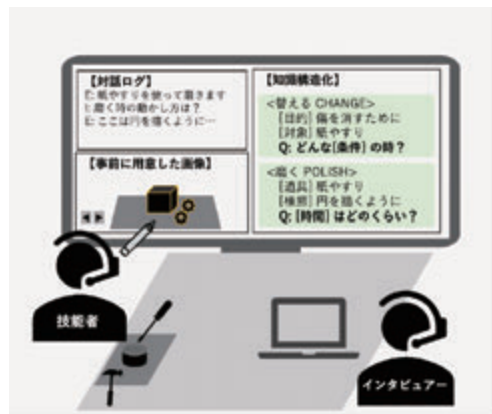 【対話ログ】
E: 紙やすりを使って磨きます
I: 磨く時の動かし方は？
E: ここは円を描くように…
【事前に用意した画像】
【知識構造化】
<替える CHANGE>
[目的] 傷を消すために
[対象] 紙やすり
Q: どんな[条件] の時？
<磨く POLISH>
[道具] 紙やすり
[様態] 円を描くように
Q: [時間] はどのくらい？
技能者
インタビュアー